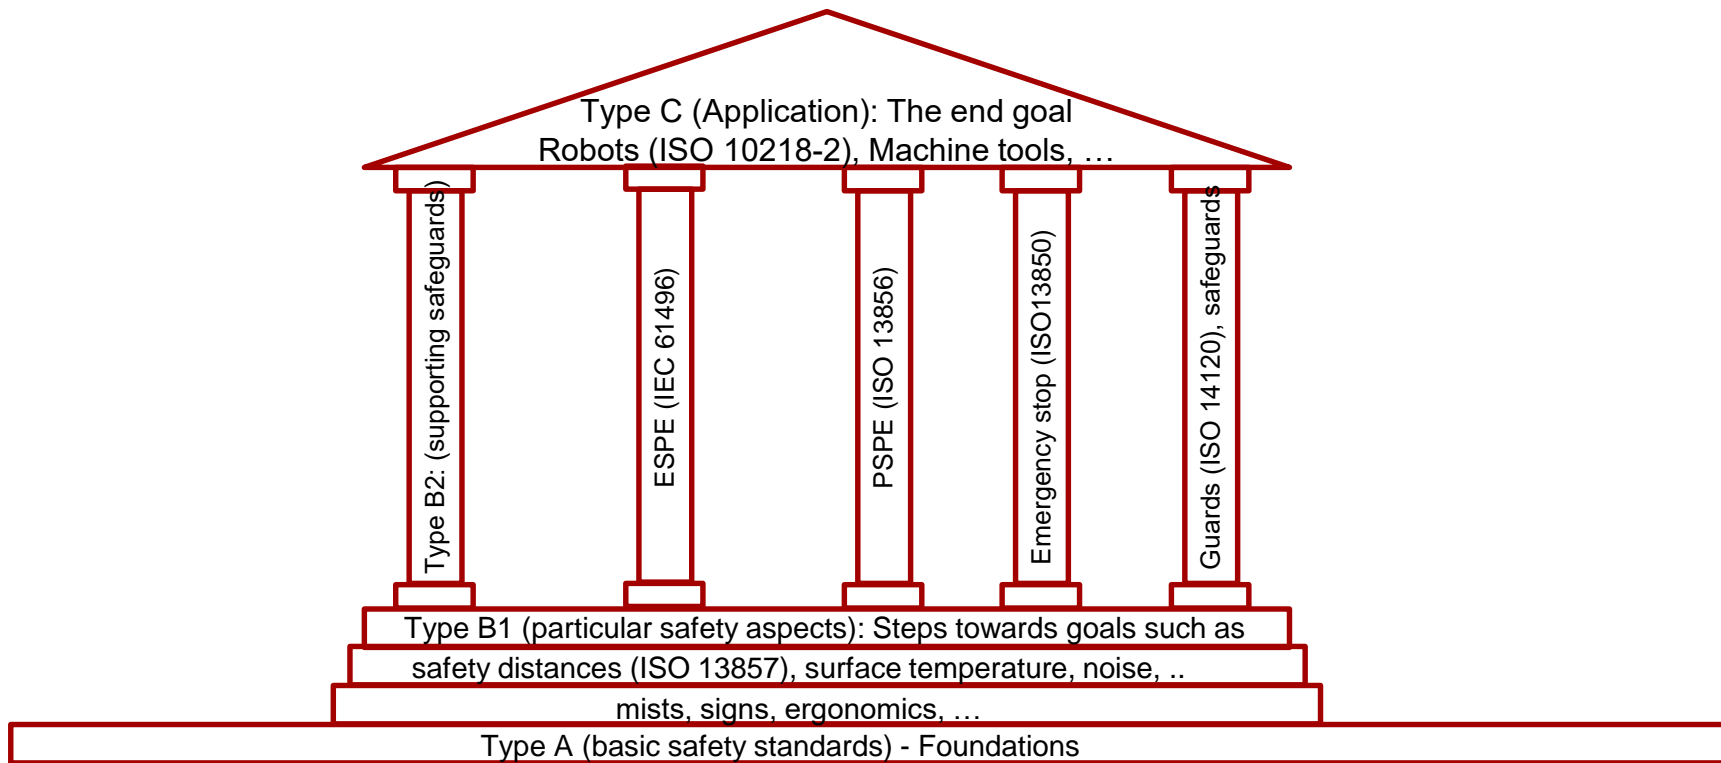 Type C (Application): The end goal
Robots (ISO 10218-2), Machine tools, …
Type B2: (supporting safeguards)
ESPE (IEC 61496)
PSPE (ISO 13856)
Emergency stop (ISO13850)
Guards (ISO 14120), safeguards
Type B1 (particular safety aspects): Steps towards goals such as
safety distances (ISO 13857), surface temperature, noise, ..
mists, signs, ergonomics, …
Type A (basic safety standards) - Foundations